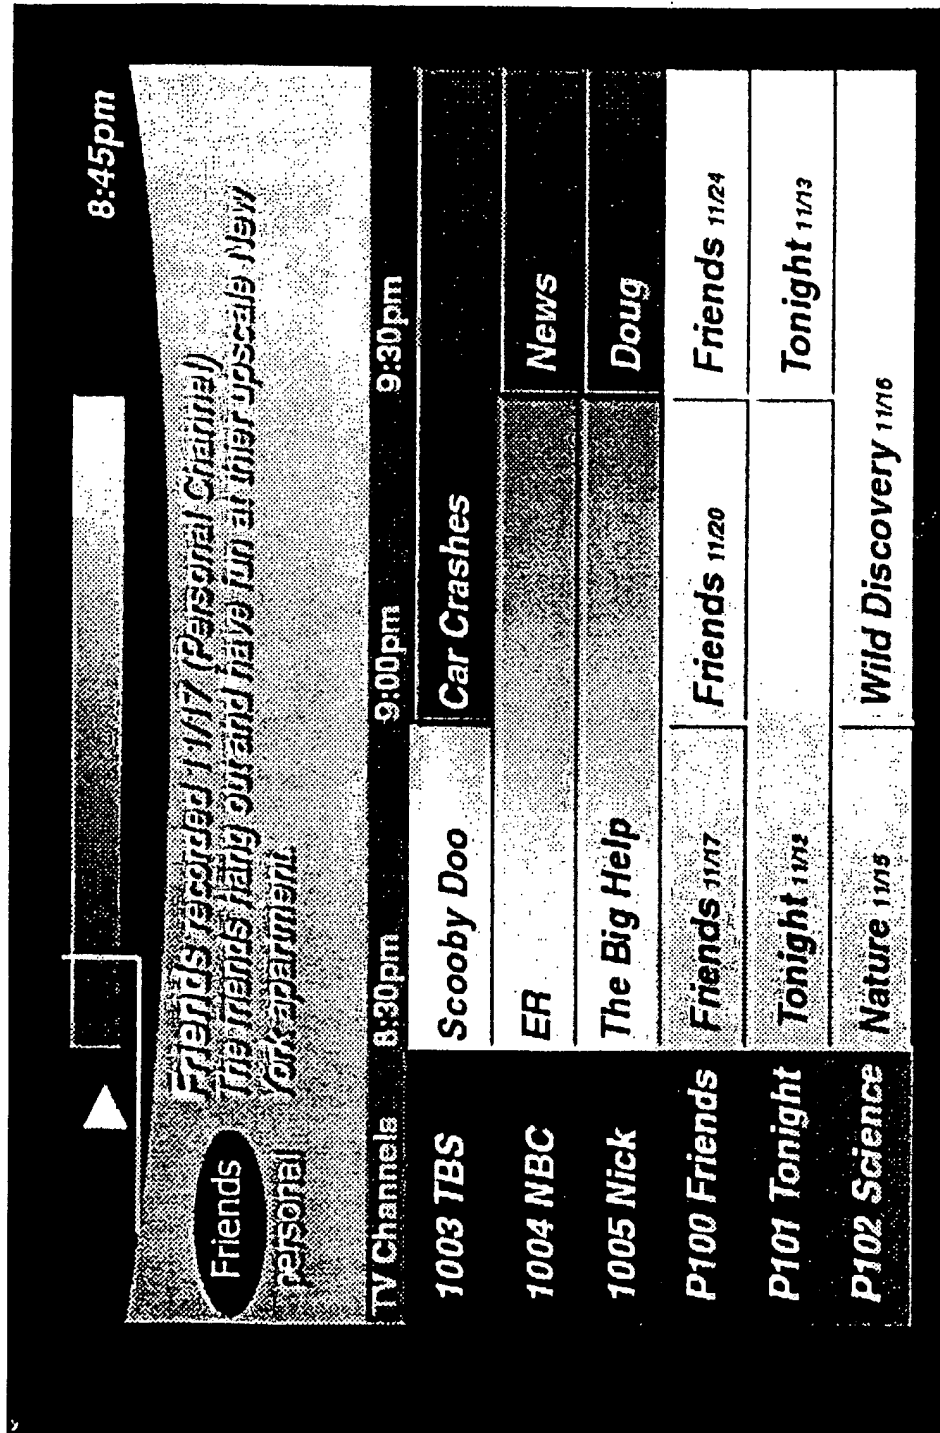 8:45pm
Friends recorded 11/17 (Personal Channel)
The friends hang out and have fun at thier upscale New
York apartment.
Friends
personal
TV Channels 8:30pm 9:00pm 9:30pm
1003 TBS Scooby Doo Car Crashes
1004 NBC ER News
1005 Nick The Big Help Doug
P100 Friends Friends 11/17 Friends 11/20 Friends 11/24
P101 Tonight Tonight 11/12 Tonight 11/13
P102 Science Nature 11/15 Wild Discovery 11/16